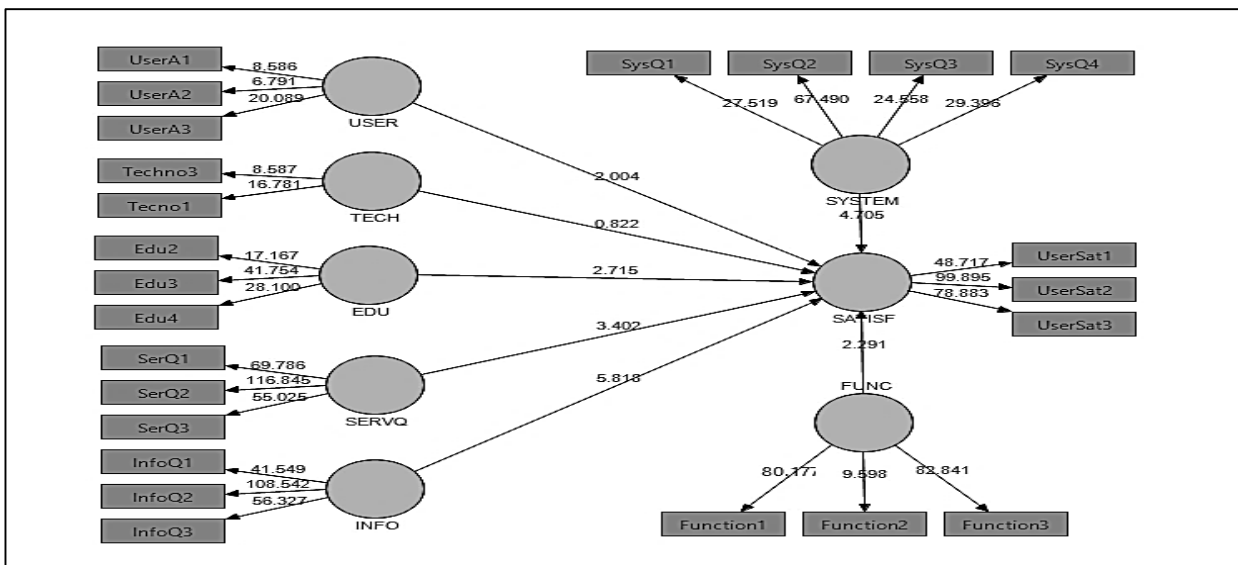 UserA1
8.586
UserA2
6.791
20.089
UserA3
USER
Techno3
8.587
Tecno1
16.781
TECH
Edu2
17.167
Edu3
41.754
28.100
Edu4
EDU
SerQ1
69.786
SerQ2
116.845
55.025
SerQ3
SERVQ
InfoQ1
41.549
InfoQ2
108.542
56.327
InfoQ3
INFO
2.004
0.822
2.715
3.402
5.818
SysQ1
SysQ2
SysQ3
SysQ4
27.519
67.490
24.558
29.396
SYSTEM
4.705
SATISF
48.717
UserSat1
99.895
UserSat2
78.883
UserSat3
2.291
FUNC
80.177
9.598
82.841
Function1
Function2
Function3